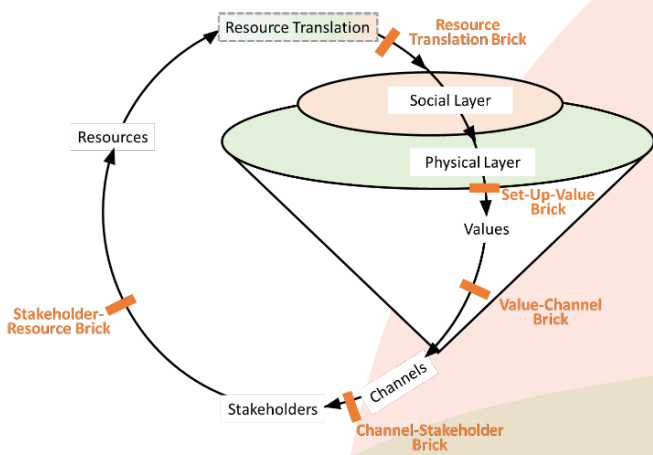 Resource Translation
Resource
Translation Brick
Social Layer
Resources
Physical Layer
Set-Up-Value
Brick
Values
Stakeholder-
Resource Brick
Value-Channel
Brick
Channels
Stakeholders
Channel-Stakeholder
Brick